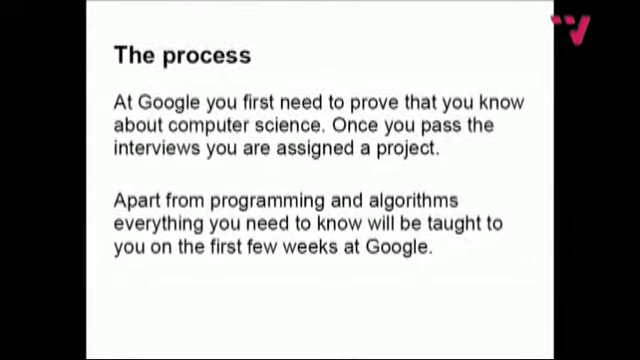 The process
At Google you first need to prove that you know
about computer science. Once you pass the
interviews you are assigned a project.
Apart from programming and algorithms
everything you need to know will be taught to
you on the first few weeks at Google.